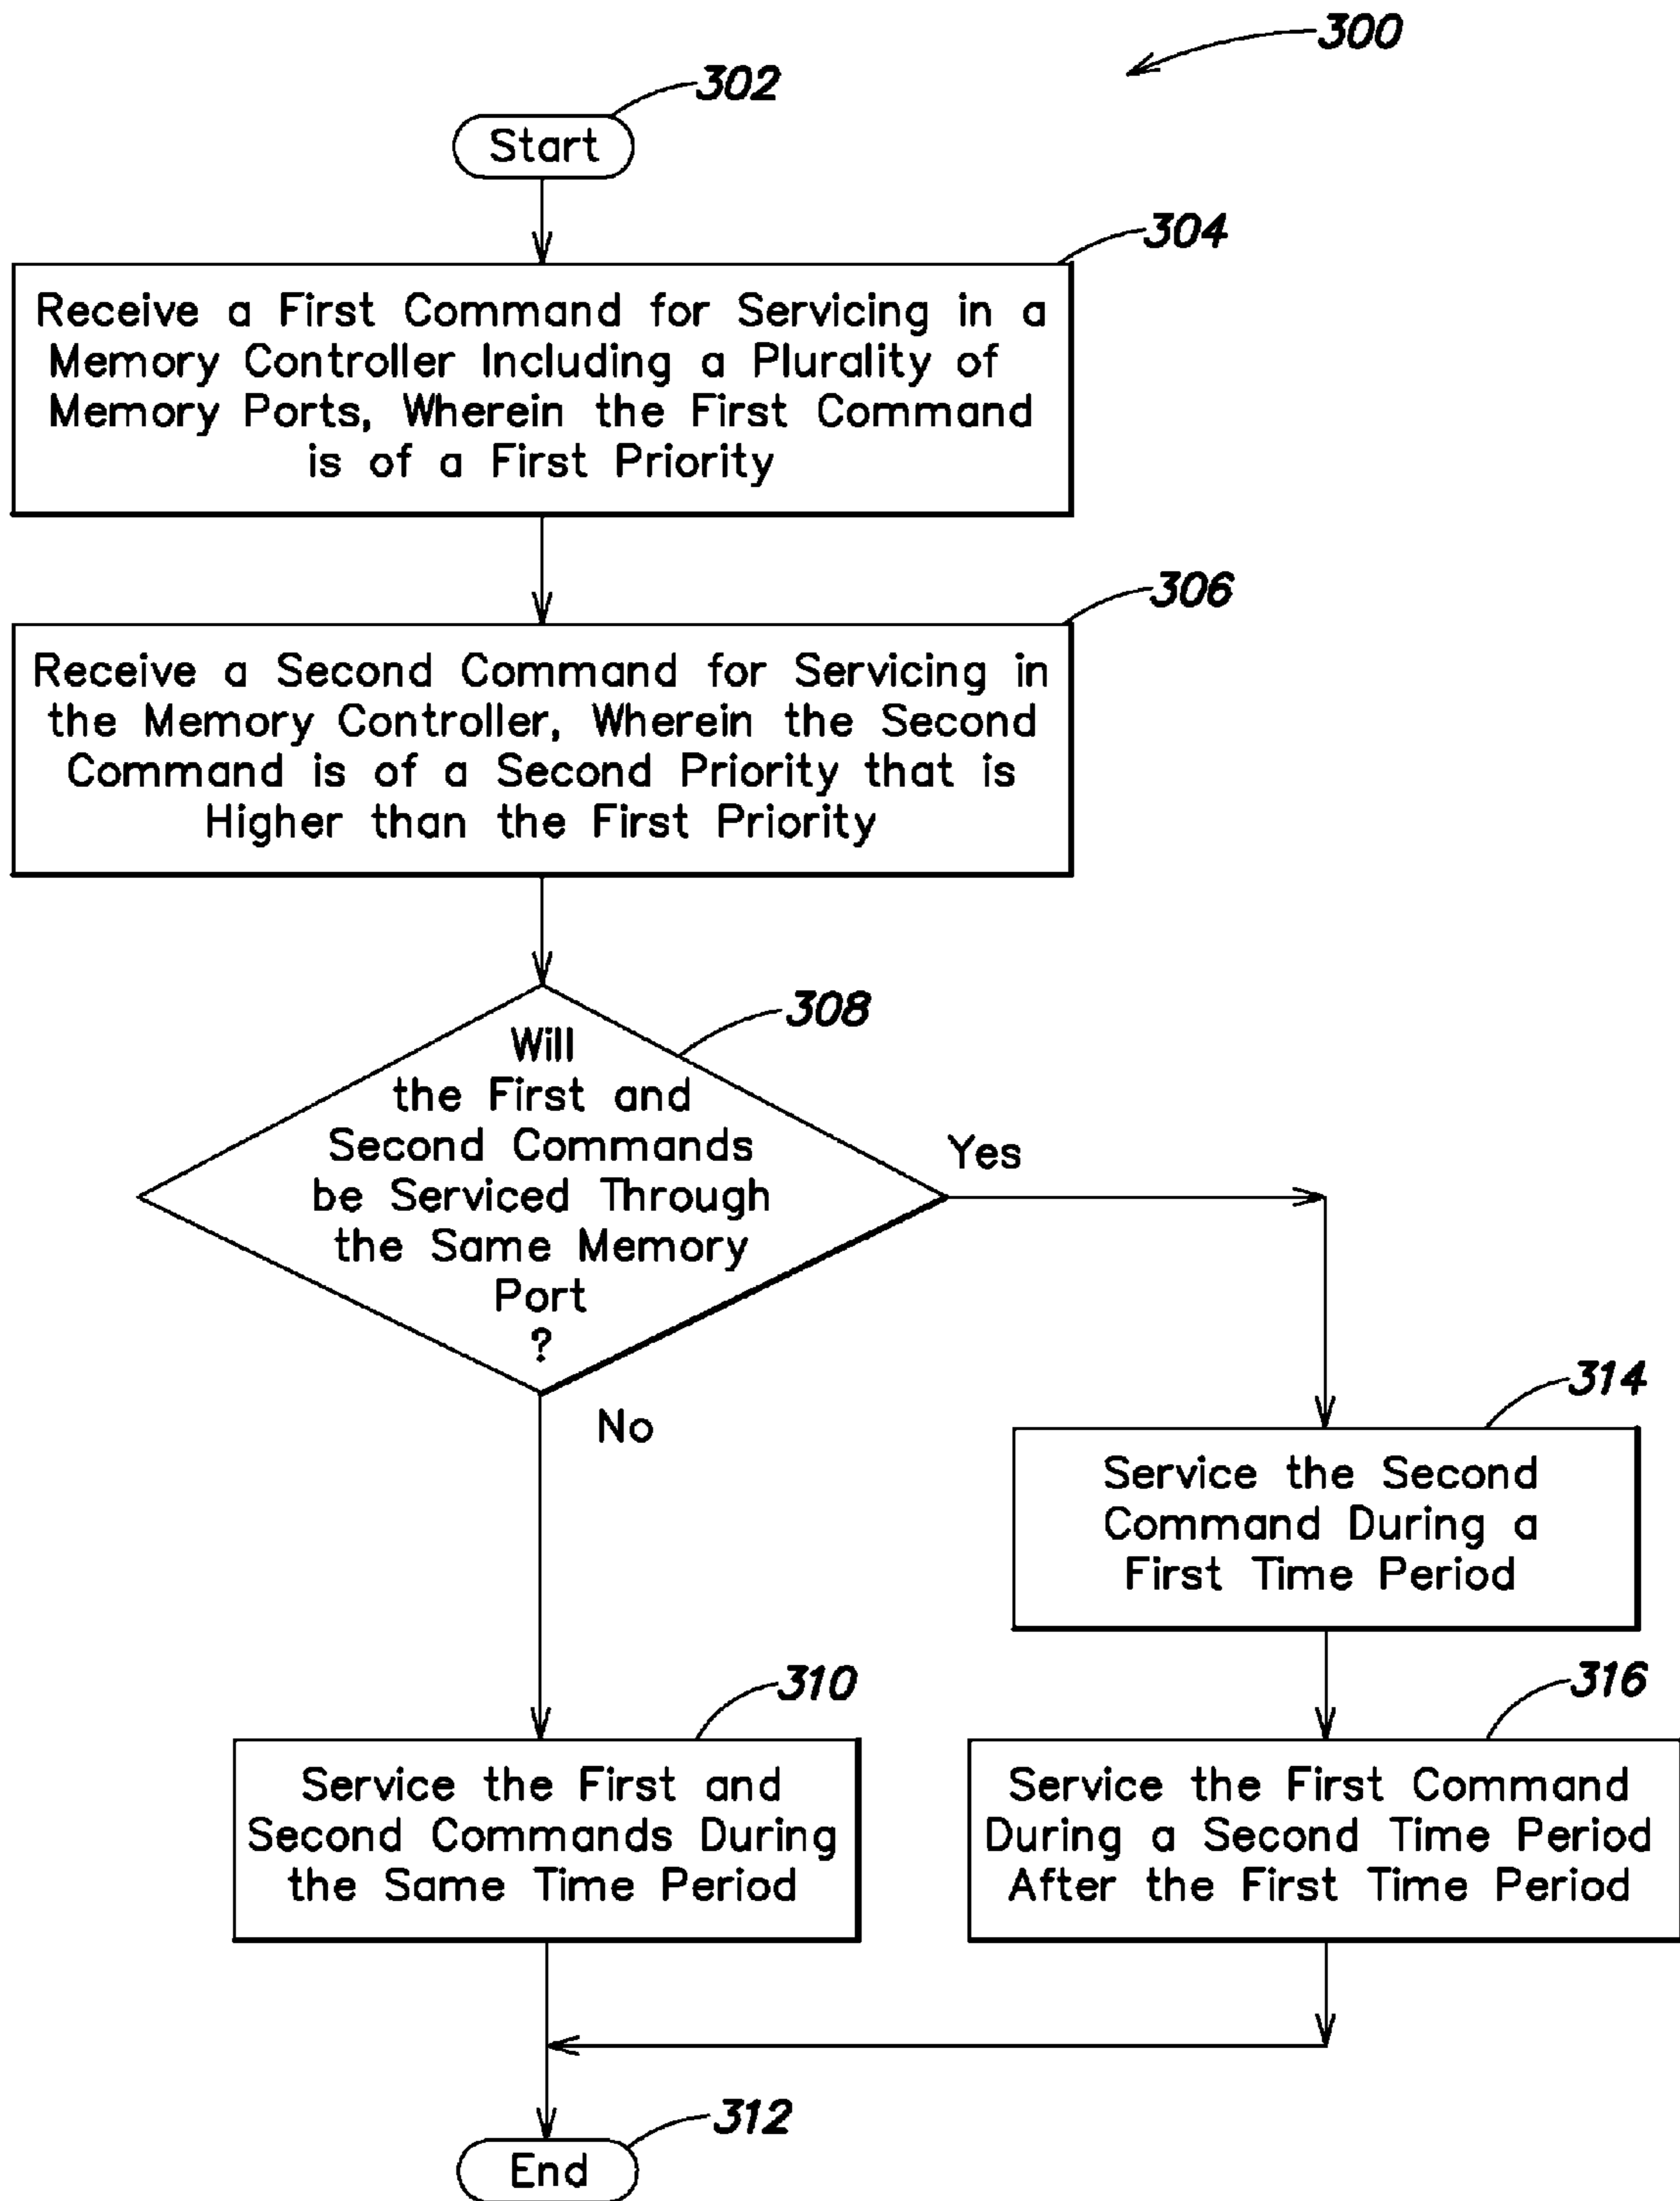 300
302
Start
304
Receive a First Command for Servicing in a
Memory Controller Including a Plurality of
Memory Ports, Wherein the First Command
is of a First Priority
306
Receive a Second Command for Servicing in
the Memory Controller, Wherein the Second
Command is of a Second Priority that is
Higher than the First Priority
308
Will
the First and
Second Commands
be Serviced Through
the Same Memory
Port
?
Yes
No
314
Service the Second
Command During a
First Time Period
310
Service the First and
Second Commands During
the Same Time Period
316
Service the First Command
During a Second Time Period
After the First Time Period
312
End